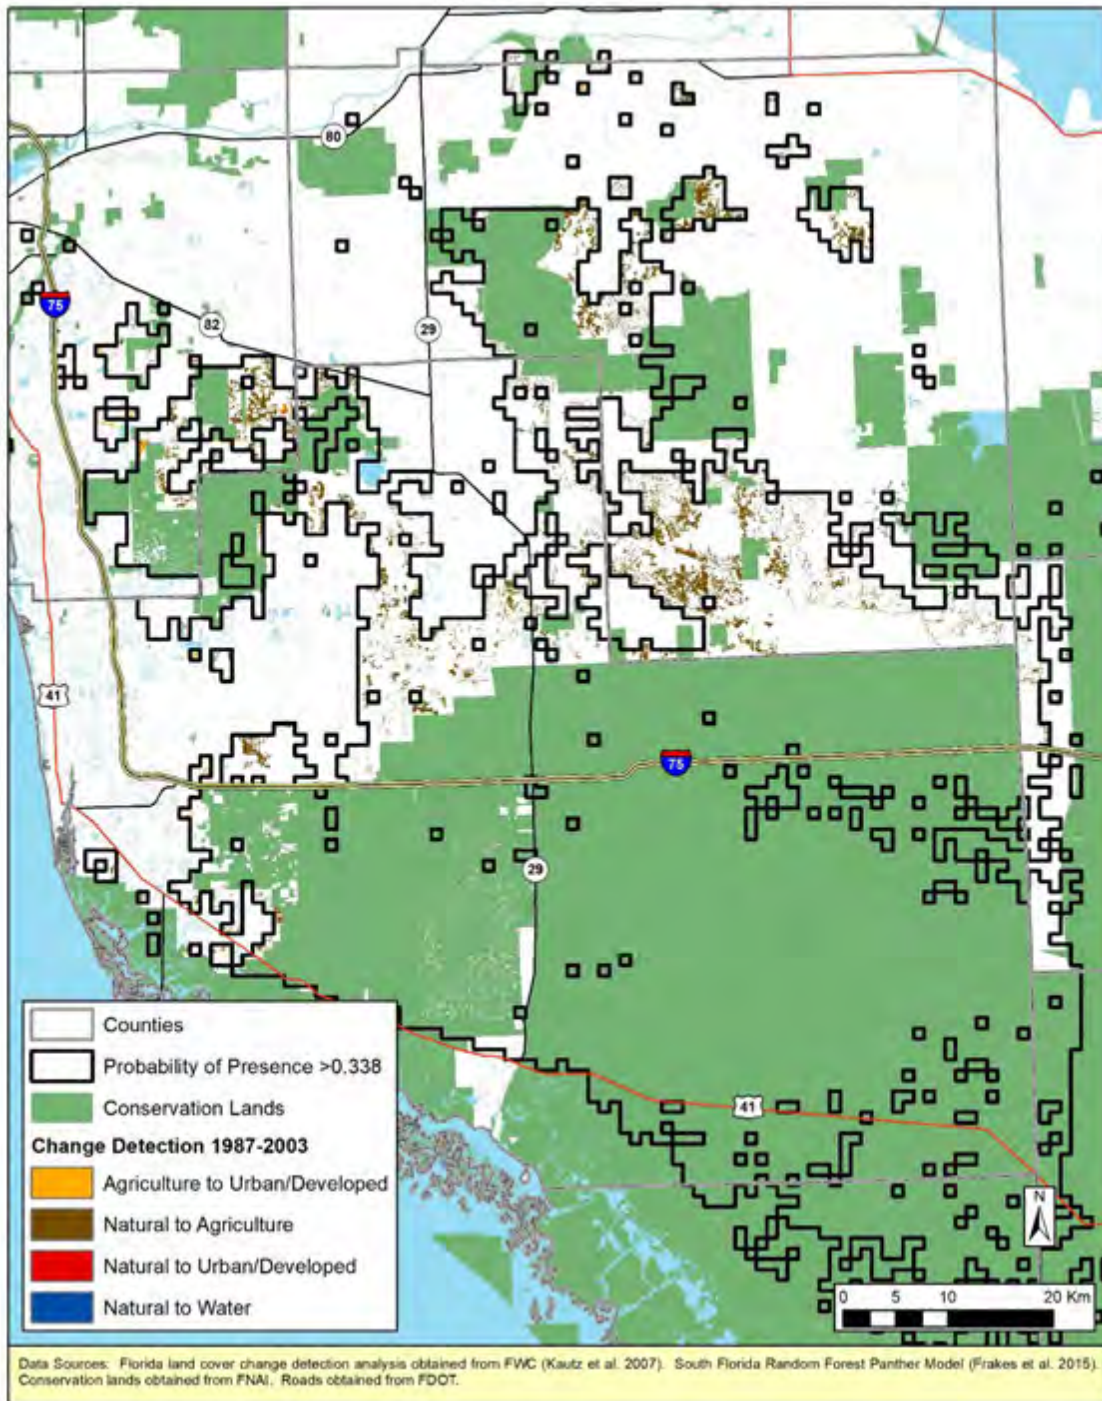 80
75
82
29
41
75
29
41
Counties
Probability of Presence >0.338
Conservation Lands
Change Detection 1987-2003
Agriculture to Urban/Developed
Natural to Agriculture
Natural to Urban/Developed
Natural to Water
N
0 5 10 20 Km
Data Sources: Florida land cover change detection analysis obtained from FWC (Kautz et al. 2007). South Florida Random Forest Panther Model (Frakes et al. 2015).
Conservation lands obtained from FNAI. Roads obtained from FDOT.